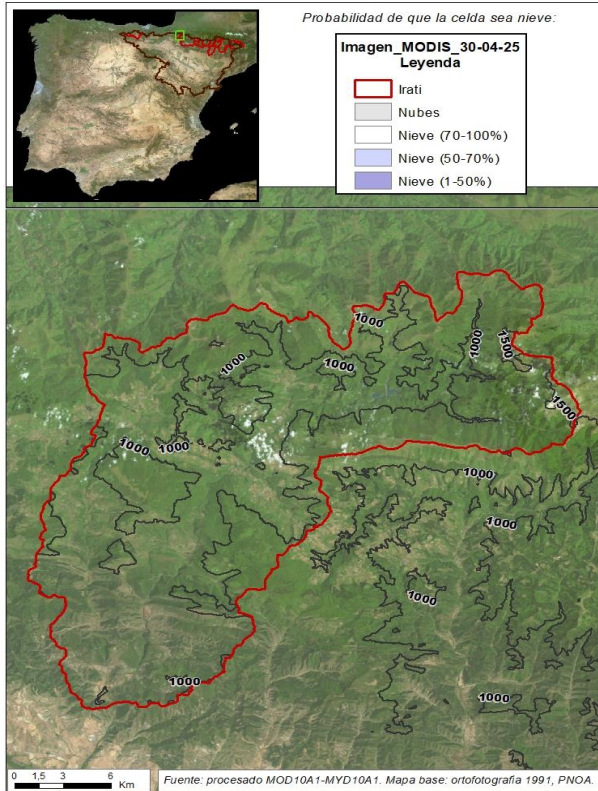 Probabilidad de que la celda sea nieve:
Imagen_MODIS_30-04-25
Leyenda
Irati
Nubes
Nieve (70-100%)
Nieve (50-70%)
Nieve (1-50%)
1000
1000
1000
1000
1500
1500
1000
1000
1000
1000
1000
1000
1000
0 1,5 3 6
Km
Fuente: procesado MOD10A1-MYD10A1. Mapa base: ortofotografia 1991, PNOA.